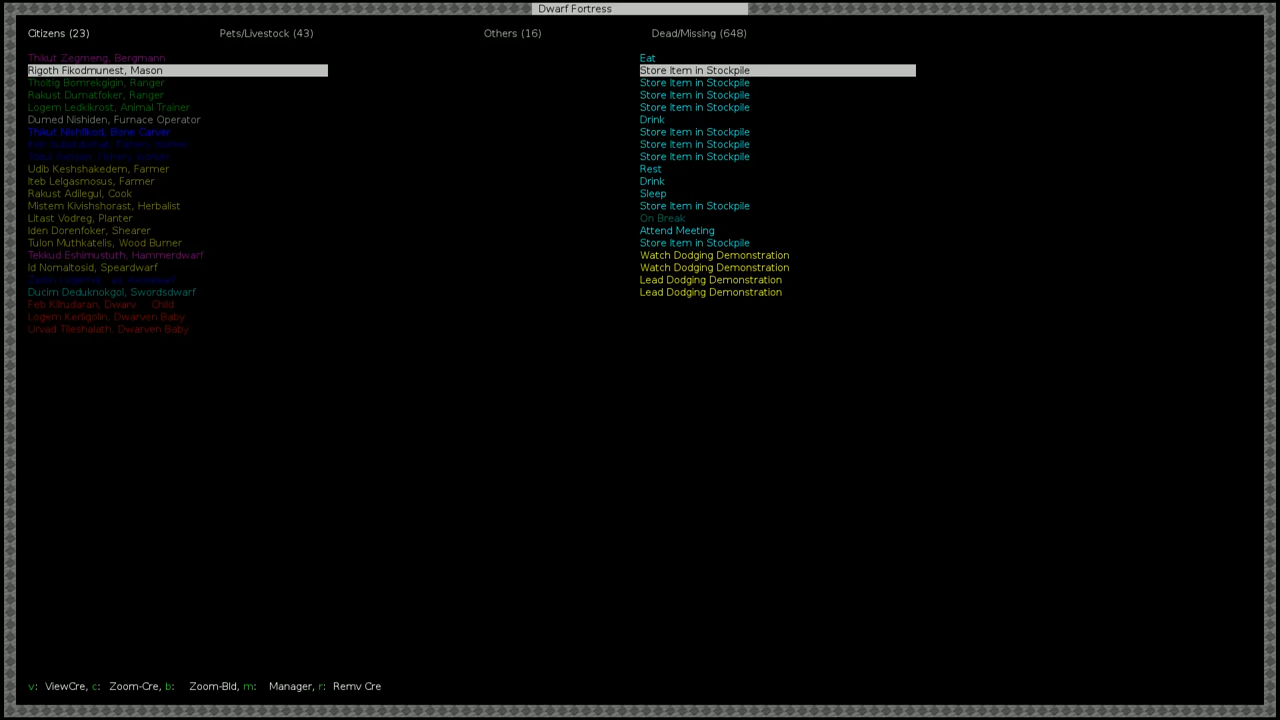 Dwarf Fortress
Citizens (23) Pets/Livestock (43) Others (16) Dead/Missing (648)
Thikut Zegmeng, Bergmann Eat
Rigoth Fikodmunest, Mason Store Item in Stockpile
Tholtig Bomrekgigin, Ranger Store Item in Stockpile
Rakust Dumatfoker, Ranger Store Item in Stockpile
Logem Ledkikrost, Animal Trainer Store Item in Stockpile
Dumed Nishiden, Furnace Operator Drink
Thikut Nishlikod, Bone Carver Store Item in Stockpile
Store Item in Stockpile
Store Item in Stockpile
Udib Keshshakedem, Farmer Rest
Iteb Lelgasmosus, Farmer Drink
Rakust Adilegul, Cook Sleep
Mistem Kivishshorast, Herbalist Store Item in Stockpile
Litast Vodreg, Planter On Break
Iden Dorenfoker, Shearer Attend Meeting
Tulon Muthkatelis, Wood Burner Store Item in Stockpile
Tekkud Eshimustuth, Hammerdwarf Watch Dodging Demonstration
Id Nomaltosid, Speardwarf Watch Dodging Demonstration
Lead Dodging Demonstration
Ducim Deduknokgol, Swordsdwarf Lead Dodging Demonstration
Feb Kilrudaran, Dwarv Child
Logem Kerligolin, Dwarven Baby
Urvad Tileshalath, Dwarven Baby
v: ViewCre, c: Zoom-Cre, b: Zoom-Bld, m: Manager, r: Remv Cre